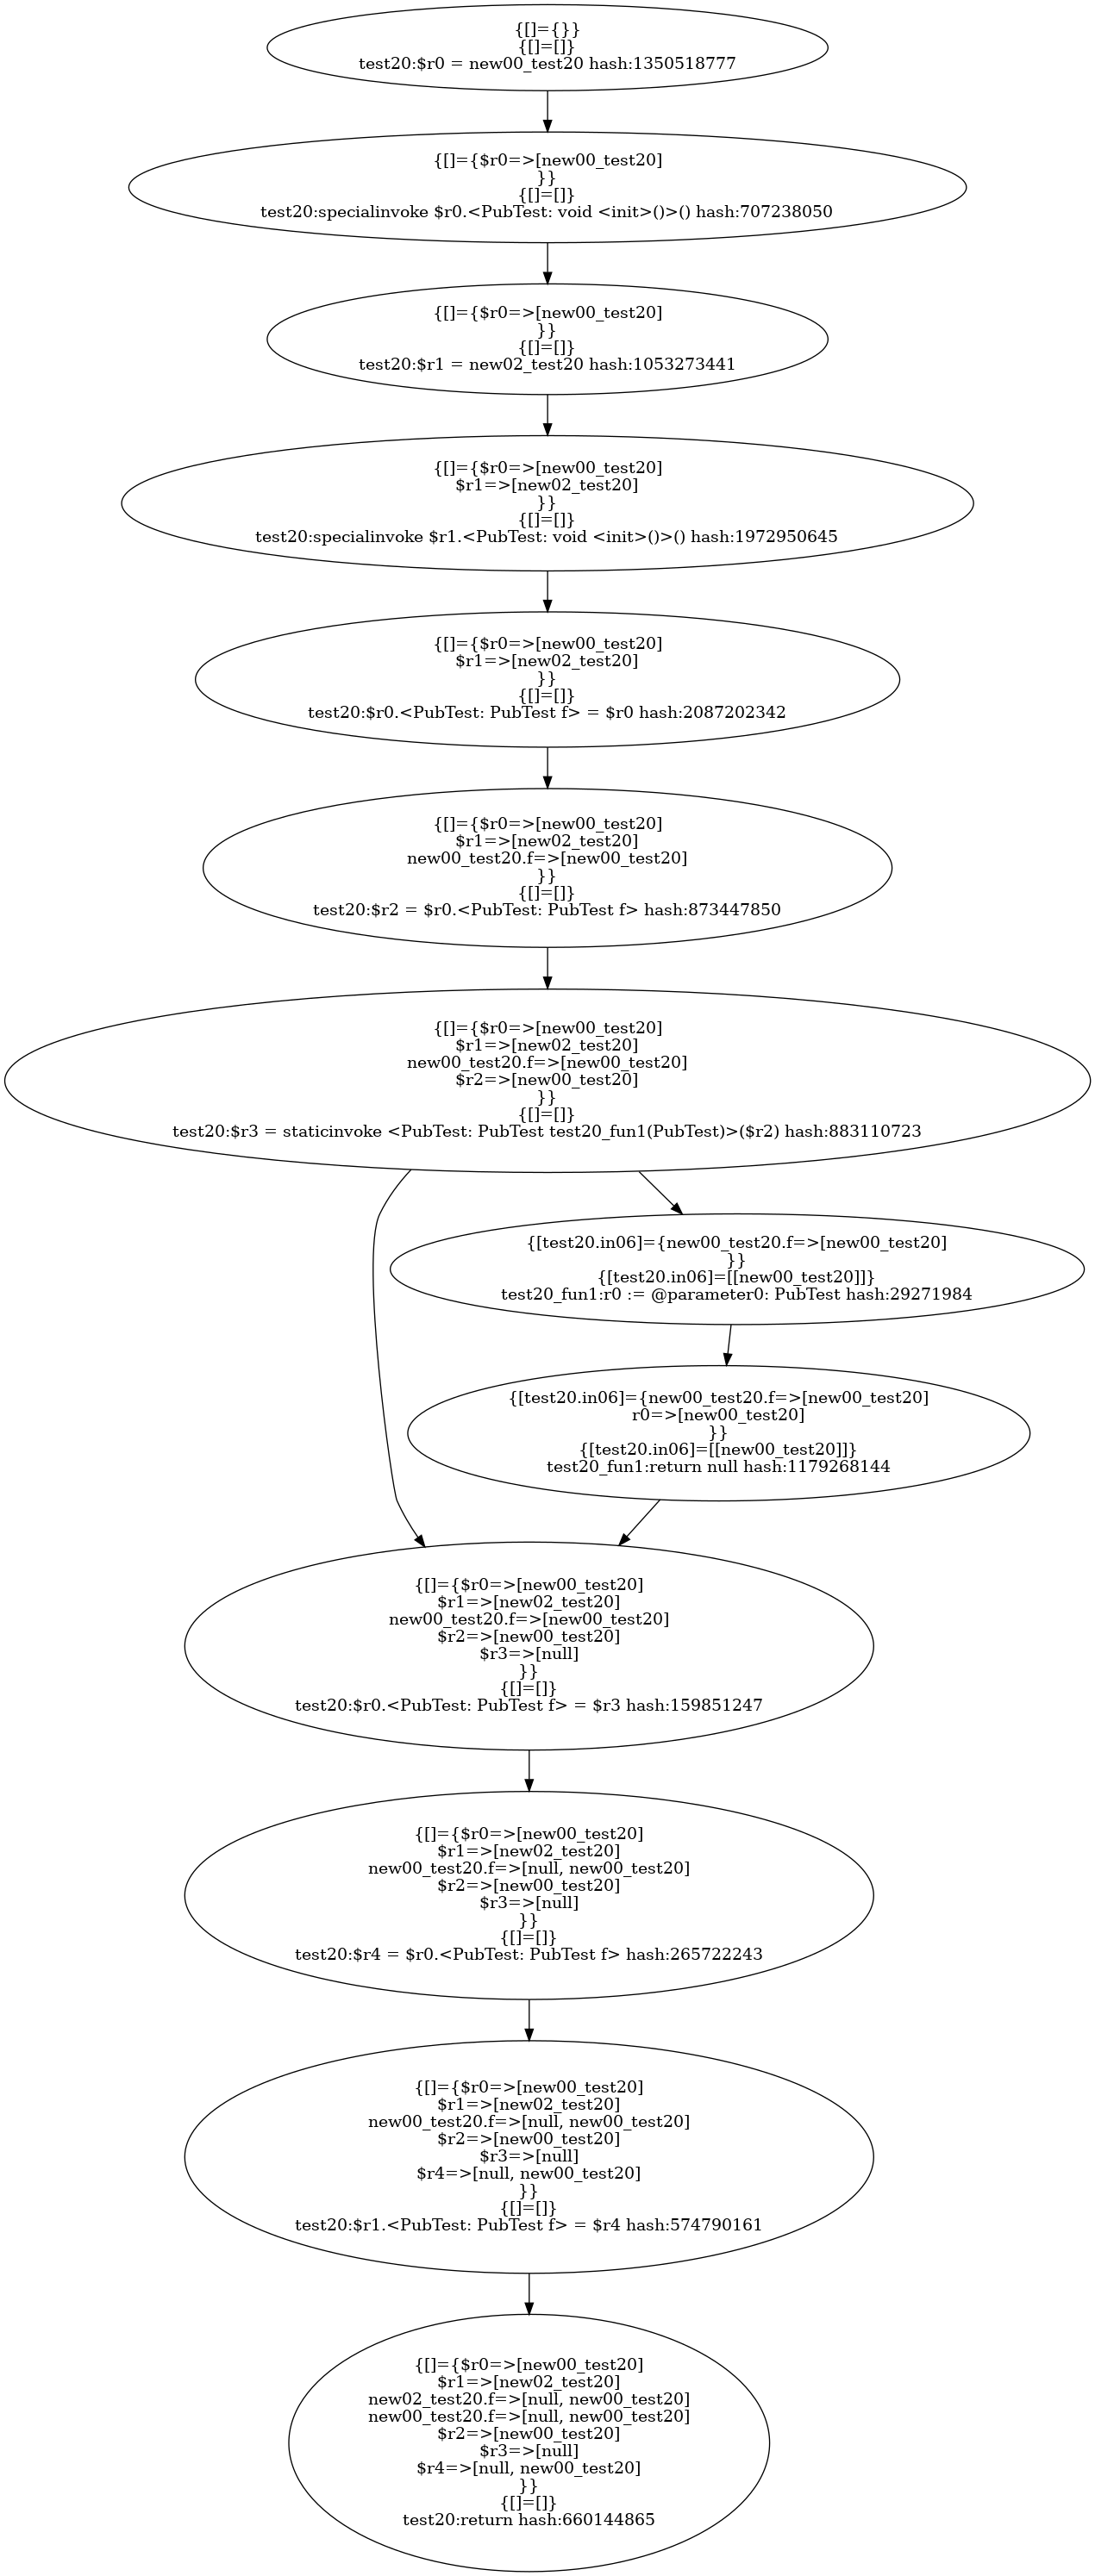 {[]={}}
{[]=[]}
test20:$r0 = new00_test20 hash:1350518777
{[]={$r0=>[new00_test20]
}}
{[]=[]}
test20:specialinvoke $r0.<PubTest: void <init>()>() hash:707238050
{[]={$r0=>[new00_test20]
}}
{[]=[]}
test20:$r1 = new02_test20 hash:1053273441
{[]={$r0=>[new00_test20]
$r1=>[new02_test20]
}}
{[]=[]}
test20:specialinvoke $r1.<PubTest: void <init>()>() hash:1972950645
{[]={$r0=>[new00_test20]
$r1=>[new02_test20]
}}
{[]=[]}
test20:$r0.<PubTest: PubTest f> = $r0 hash:2087202342
{[]={$r0=>[new00_test20]
$r1=>[new02_test20]
new00_test20.f=>[new00_test20]
}}
{[]=[]}
test20:$r2 = $r0.<PubTest: PubTest f> hash:873447850
{[]={$r0=>[new00_test20]
$r1=>[new02_test20]
new00_test20.f=>[new00_test20]
$r2=>[new00_test20]
}}
{[]=[]}
test20:$r3 = staticinvoke <PubTest: PubTest test20_fun1(PubTest)>($r2) hash:883110723
{[test20.in06]={new00_test20.f=>[new00_test20]
}}
{[test20.in06]=[[new00_test20]]}
test20_fun1:r0 := @parameter0: PubTest hash:29271984
{[test20.in06]={new00_test20.f=>[new00_test20]
r0=>[new00_test20]
}}
{[test20.in06]=[[new00_test20]]}
test20_fun1:return null hash:1179268144
{[]={$r0=>[new00_test20]
$r1=>[new02_test20]
new00_test20.f=>[new00_test20]
$r2=>[new00_test20]
$r3=>[null]
}}
{[]=[]}
test20:$r0.<PubTest: PubTest f> = $r3 hash:159851247
{[]={$r0=>[new00_test20]
$r1=>[new02_test20]
new00_test20.f=>[null, new00_test20]
$r2=>[new00_test20]
$r3=>[null]
}}
{[]=[]}
test20:$r4 = $r0.<PubTest: PubTest f> hash:265722243
{[]={$r0=>[new00_test20]
$r1=>[new02_test20]
new00_test20.f=>[null, new00_test20]
$r2=>[new00_test20]
$r3=>[null]
$r4=>[null, new00_test20]
}}
{[]=[]}
test20:$r1.<PubTest: PubTest f> = $r4 hash:574790161
{[]={$r0=>[new00_test20]
$r1=>[new02_test20]
new02_test20.f=>[null, new00_test20]
new00_test20.f=>[null, new00_test20]
$r2=>[new00_test20]
$r3=>[null]
$r4=>[null, new00_test20]
}}
{[]=[]}
test20:return hash:660144865